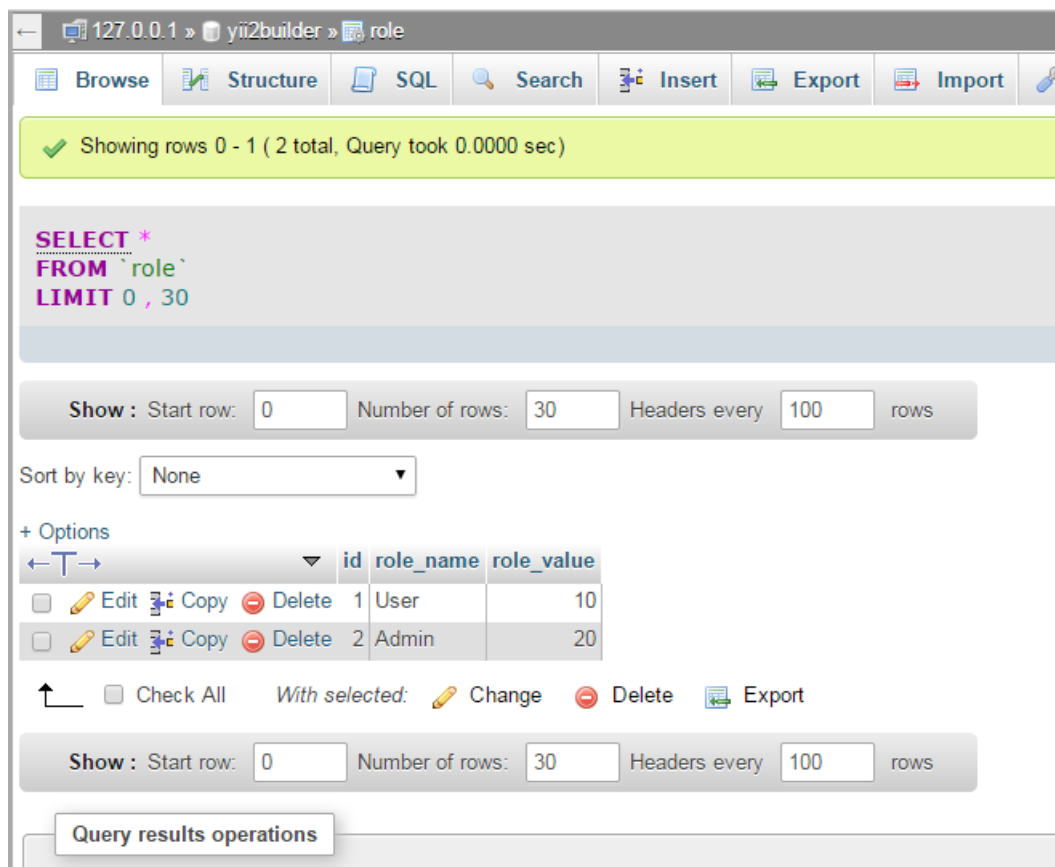 ← 127.0.0.1 » yii2builder » role
Browse Structure SQL Search Insert Export Import
Showing rows 0 - 1 ( 2 total, Query took 0.0000 sec)
SELECT *
FROM `role`
LIMIT 0 , 30
Show : Start row: 0 Number of rows: 30 Headers every 100 rows
Sort by key: None
+ Options
←T→ id role_name role_value
Edit Copy Delete 1 User 10
Edit Copy Delete 2 Admin 20
Check All With selected: Change Delete Export
Show : Start row: 0 Number of rows: 30 Headers every 100 rows
Query results operations